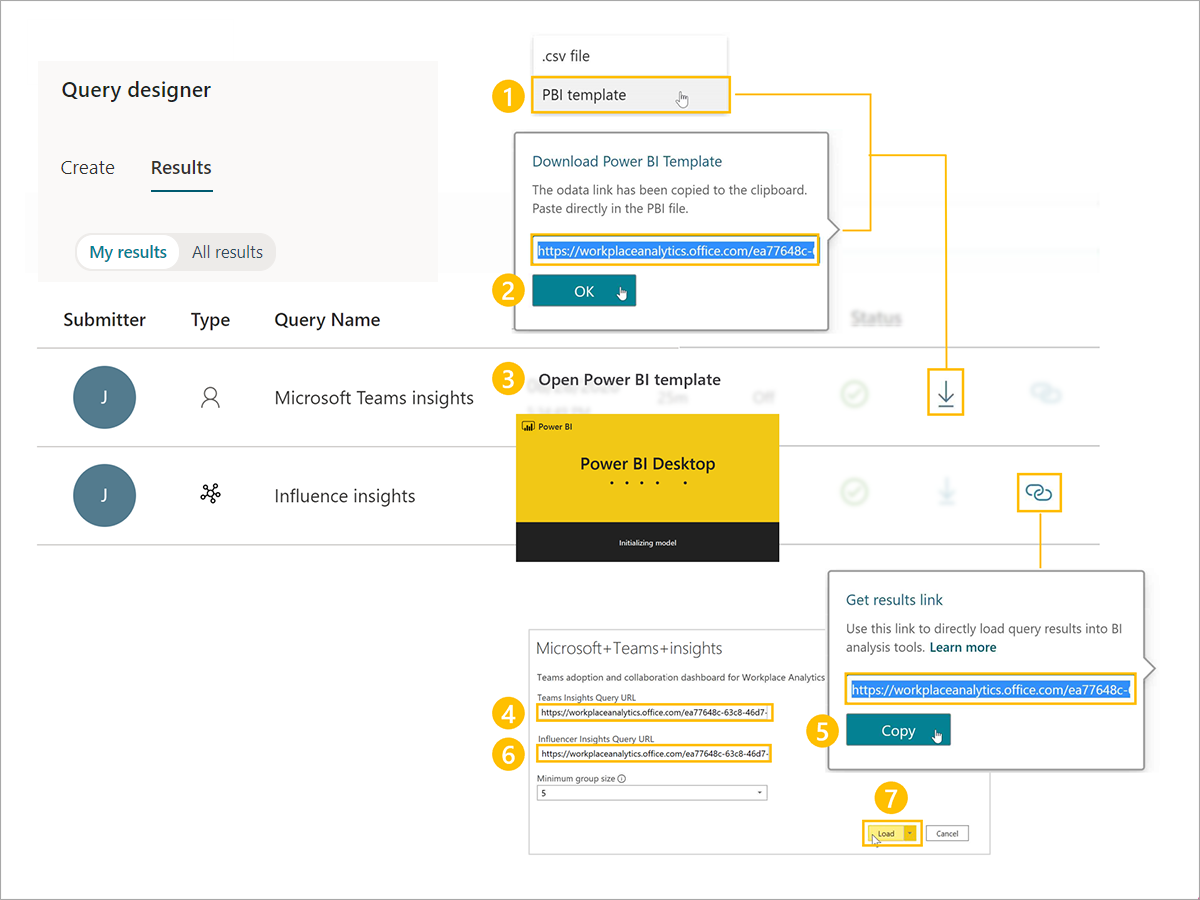 Query designer
Create
Results
My results
All results
Submitter
Type
Query Name
Status
J
Microsoft Teams insights
J
Influence insights
1
.csv file
PBI template
Download Power BI Template
The odata link has been copied to the clipboard.
Paste directly in the PBI file.
https://workplaceanalytics.office.com/ea77648c-
2
OK
3
Open Power BI template
25m
Off
Power BI
Power BI Desktop
Initializing model
Microsoft+Teams+insights
Teams adoption and collaboration dashboard for Workplace Analytics
Teams Insights Query URL
4
https://workplaceanalytics.office.com/ea77648c-63c8-46d7-
Influencer Insights Query URL
6
https://workplaceanalytics.office.com/ea77648c-63c8-46d7-
Minimum group size
5
Get results link
Use this link to directly load query results into BI
analysis tools. Learn more
https://workplaceanalytics.office.com/ea77648c-
5
Copy
7
Load
Cancel